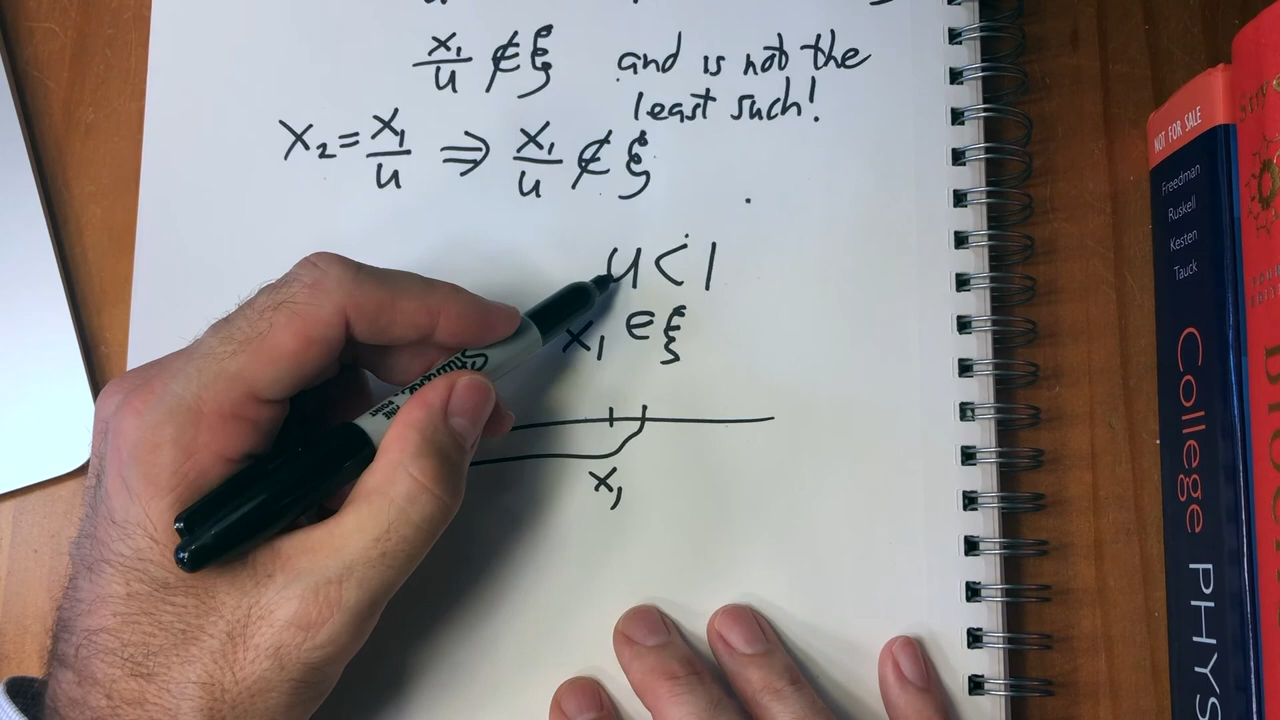 x₁/u ∉ ξ and is not the
least such!
x₂ = x₁/u ⇒ x₁/u ∉ ξ
u < 1
x₁ ∈ ξ
x₁
NOT FOR SALE
Freedman
Ruskell
Kesten
Tauck
College PHYS